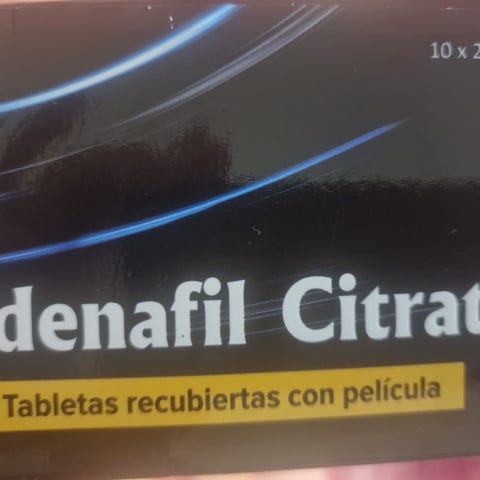 10 x 2
denafil Citrat
Tabletas recubiertas con película